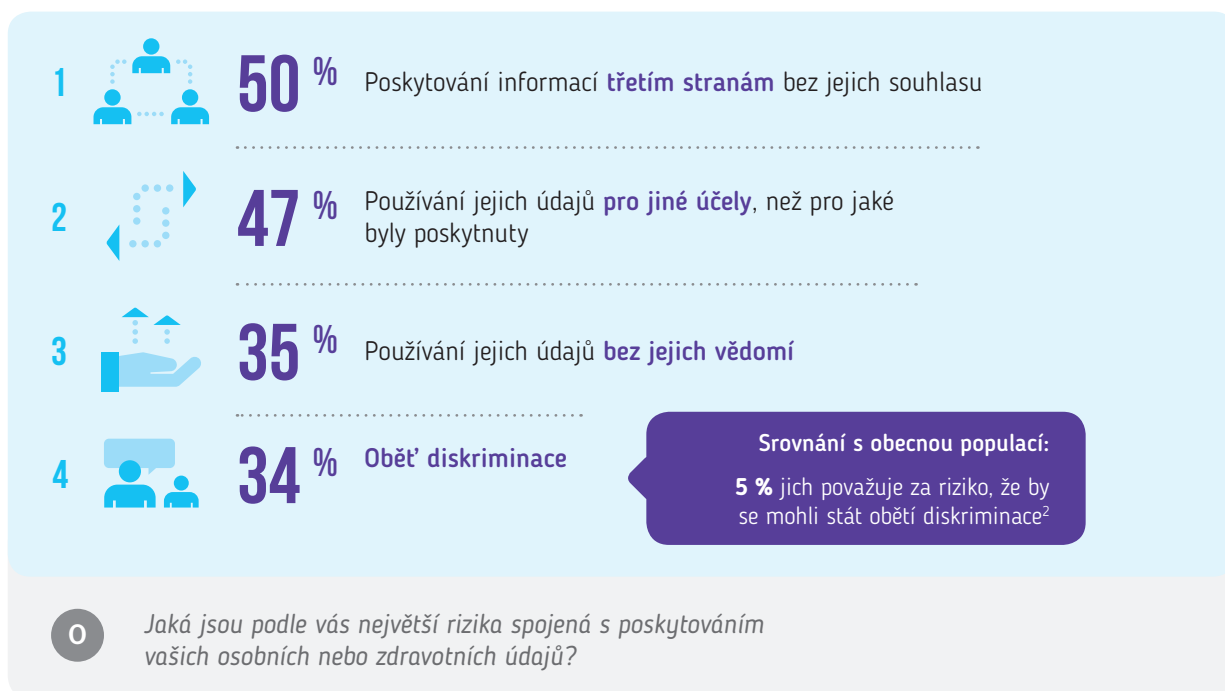 1
50 %
Poskytování informací třetím stranám bez jejich souhlasu
2
47 %
Používání jejich údajů pro jiné účely, než pro jaké
byly poskytnuty
3
35 %
Používání jejich údajů bez jejich vědomí
4
34 %
Oběť diskriminace
Srovnání s obecnou populací:
5 % jich považuje za riziko, že by
se mohli stát obětí diskriminace²
O
Jaká jsou podle vás největší rizika spojená s poskytováním
vašich osobních nebo zdravotních údajů?